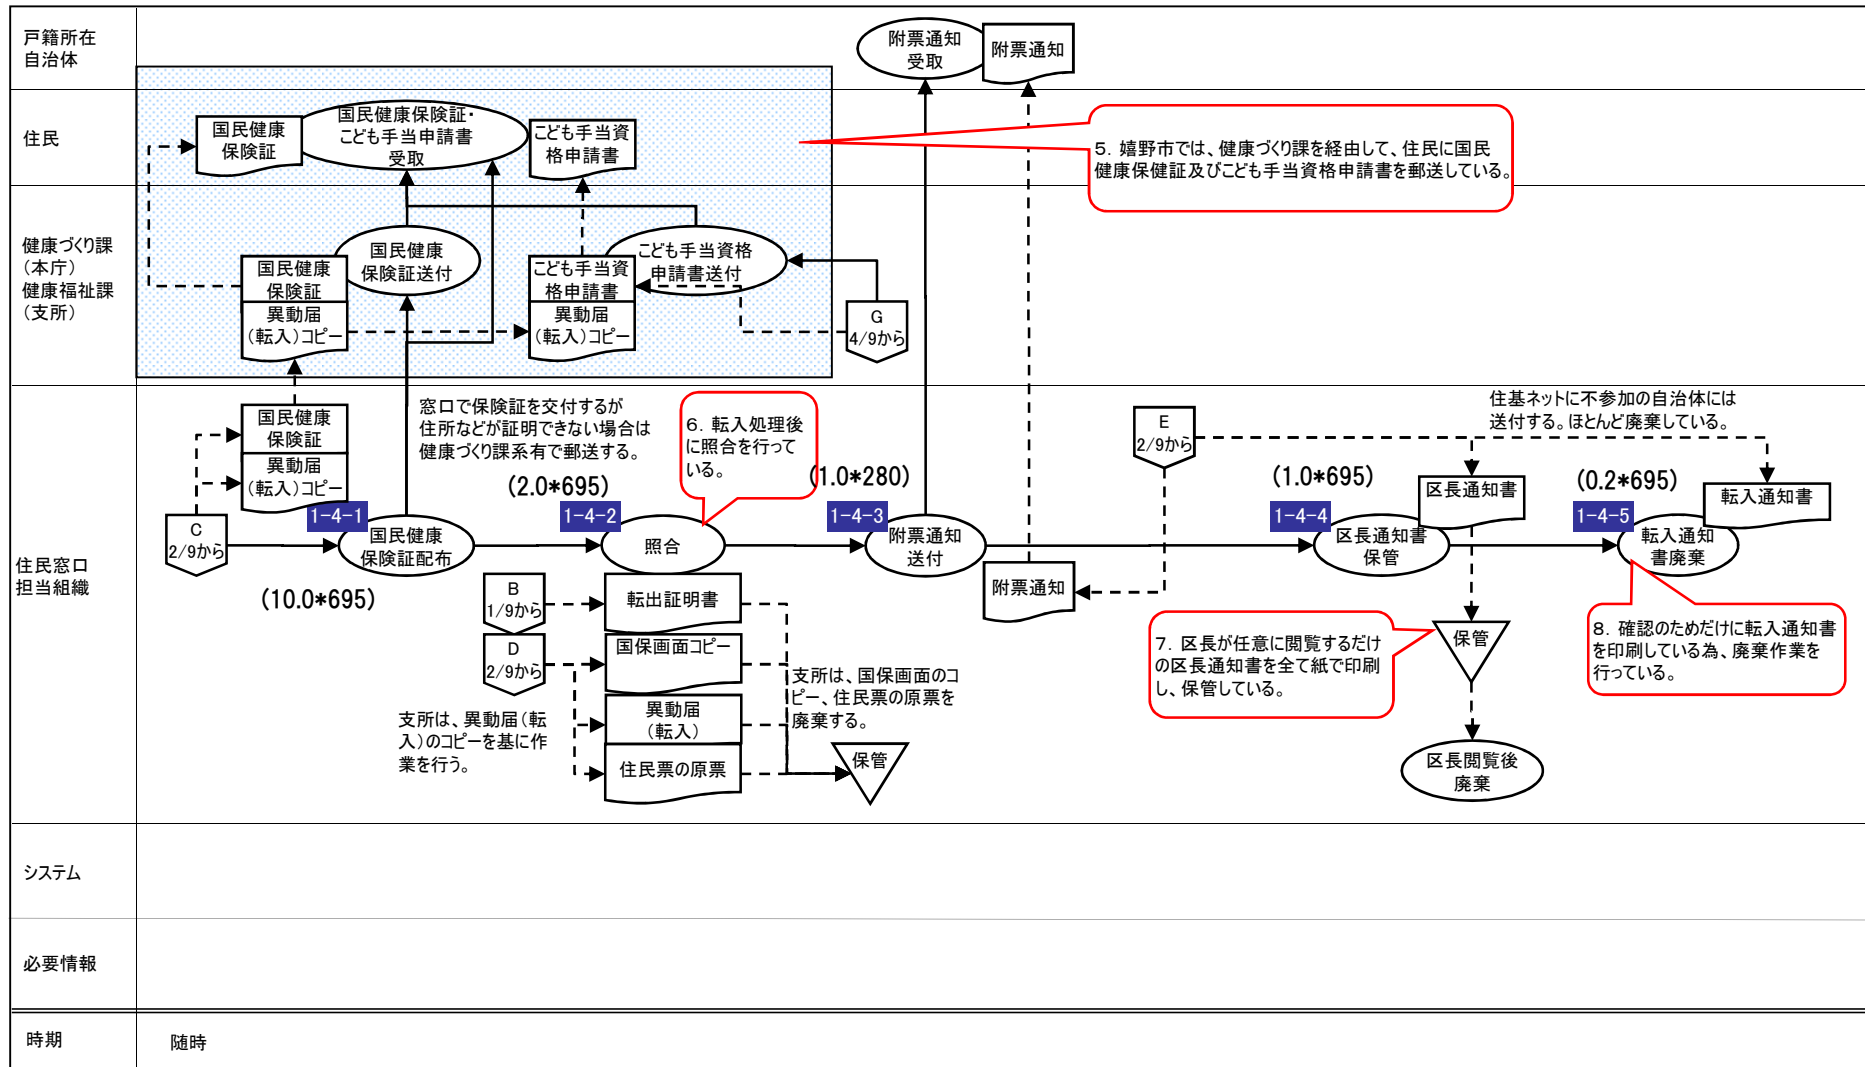 戸籍所在
自治体
附票通知
受取
附票通知
住民
国民健康
保険証
国民健康保険証・
こども手当申請書
受取
こども手当資
格申請書
5．嬉野市では、健康づくり課を経由して、住民に国民
健康保健証及びこども手当資格申請書を郵送している。
健康づくり課
（本庁）
健康福祉課
（支所）
国民健康
保険証送付
国民健康
保険証
異動届
（転入）コピー
こども手当資格
申請書送付
こども手当資
格申請書
異動届
（転入）コピー
G
4/9から
住民窓口
担当組織
国民健康
保険証
異動届
（転入）コピー
窓口で保険証を交付するが
住所などが証明できない場合は
健康づくり課系有で郵送する。
6．転入処理後
に照合を行って
いる。
E
2/9から
住基ネットに不参加の自治体には
送付する。ほとんど廃棄している。
(2.0*695)
(1.0*280)
(1.0*695)
(0.2*695)
区長通知書
転入通知書
C
2/9から
1-4-1
国民健康
保険証配布
1-4-2
照合
1-4-3
附票通知
送付
1-4-4
区長通知書
保管
1-4-5
転入通知
書廃棄
(10.0*695)
B
1/9から
転出証明書
附票通知
D
2/9から
国保画面コピー
異動届
（転入）
住民票の原票
支所は、国保画面のコ
ピー、住民票の原票を
廃棄する。
支所は、異動届（転
入）のコピーを基に作
業を行う。
保管
7．区長が任意に閲覧するだけ
の区長通知書を全て紙で印刷
し、保管している。
保管
区長閲覧後
廃棄
8．確認のためだけに転入通知書
を印刷している為、廃棄作業を
行っている。
システム
必要情報
時期
随時